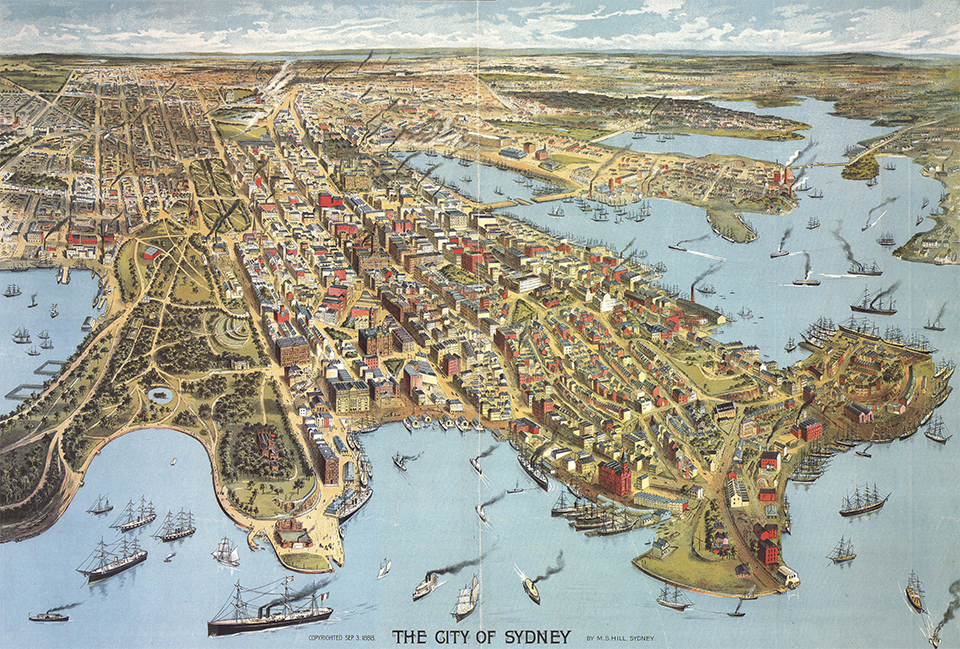 COPYRIGHTED SEP 3. 1888.
THE CITY OF SYDNEY
BY M.S.HILL, SYDNEY.